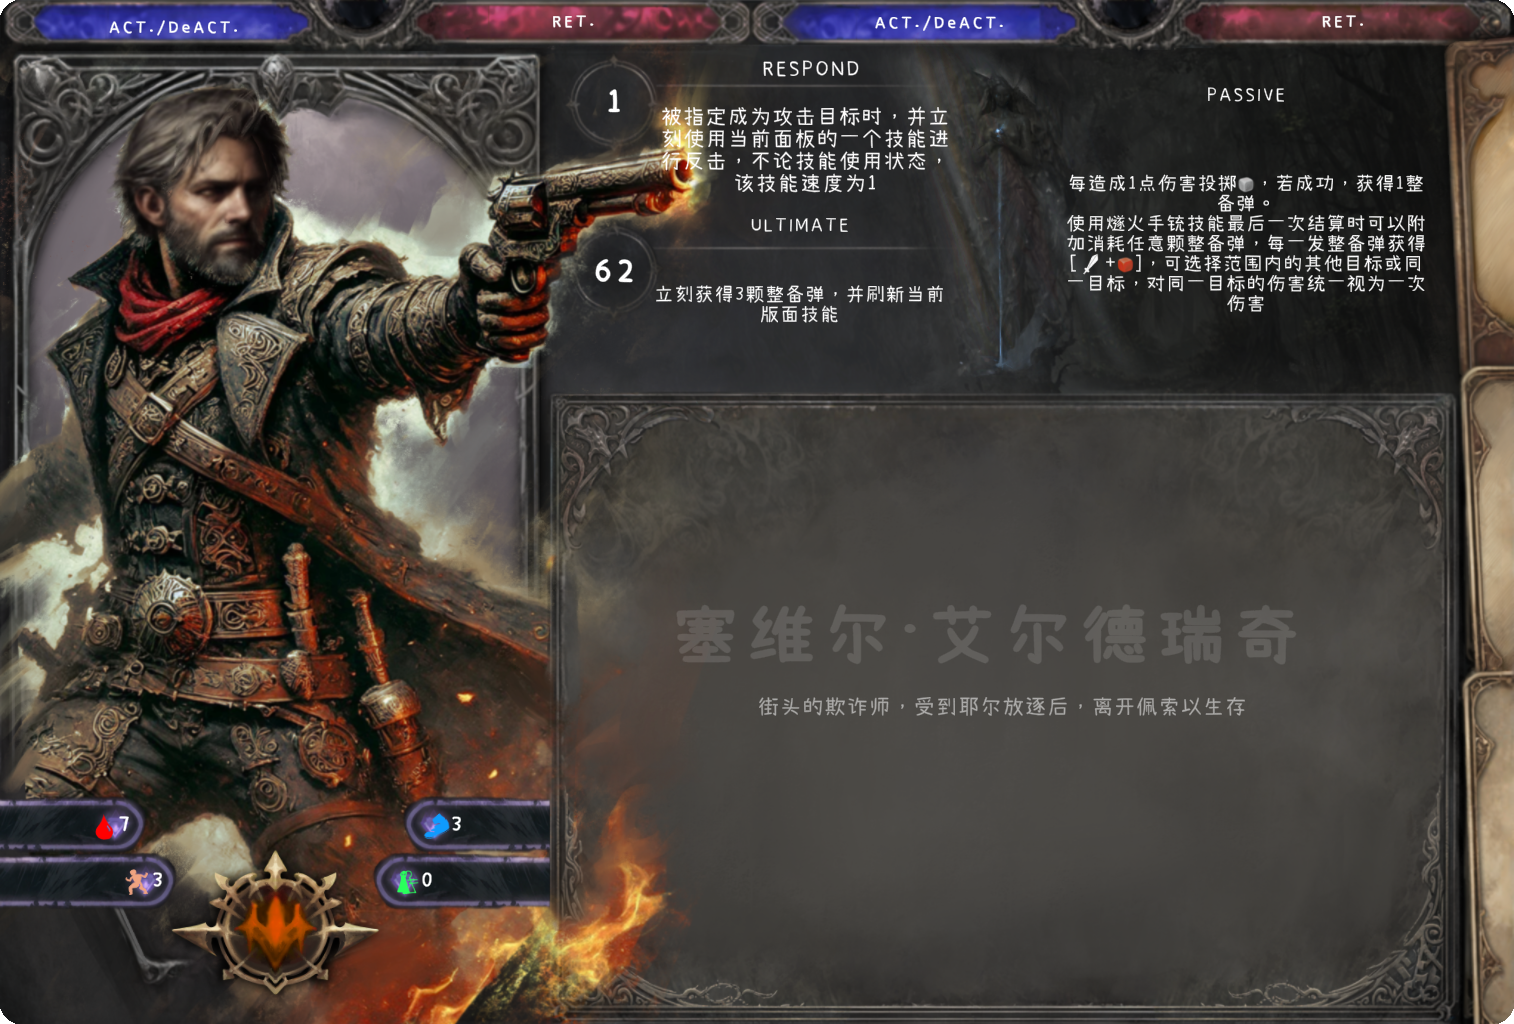 ACT./DeACT.
RET.
ACT./DeACT.
RET.
RESPOND
1
被指定成为攻击目标时，并立
刻使用当前面板的一个技能进
行反击，不论技能使用状态，
该技能速度为1
ULTIMATE
62
立刻获得3颗整备弹，并刷新当前
版面技能
PASSIVE
每造成1点伤害投掷，若成功，获得1整
备弹。
使用燧火手铳技能最后一次结算时可以附
加消耗任意颗整备弹，每一发整备弹获得
[+]，可选择范围内的其他目标或同
一目标，对同一目标的伤害统一视为一次
伤害
塞维尔·艾尔德瑞奇
街头的欺诈师，受到耶尔放逐后，离开佩索以生存
7
3
3
0